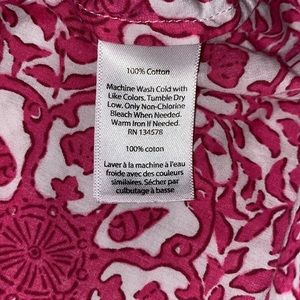 100% Cotton
Machine Wash Cold with
Like Colors. Tumble Dry
Low. Only Non-Chlorine
Bleach When Needed.
Warm Iron If Needed.
RN 134578
100% coton
Laver à la machine à l'eau
froide avec des couleurs
similaires. Sécher par
culbutage à basse